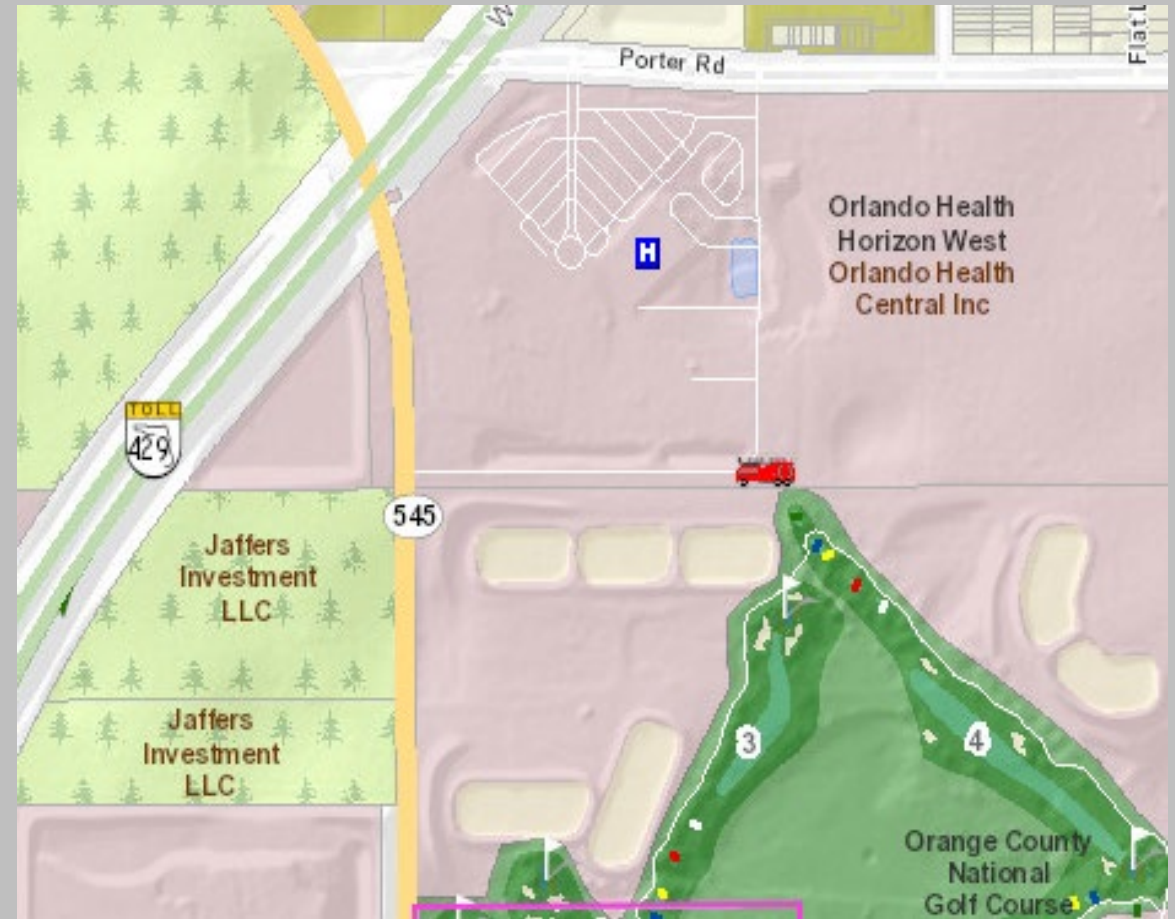 Porter Rd
Orlando Health
Horizon West
Orlando Health
Central Inc
H
TOLL
429
545
Jaffers
Investment
LLC
Jaffers
Investment
LLC
3
4
Orange County
National
Golf Course